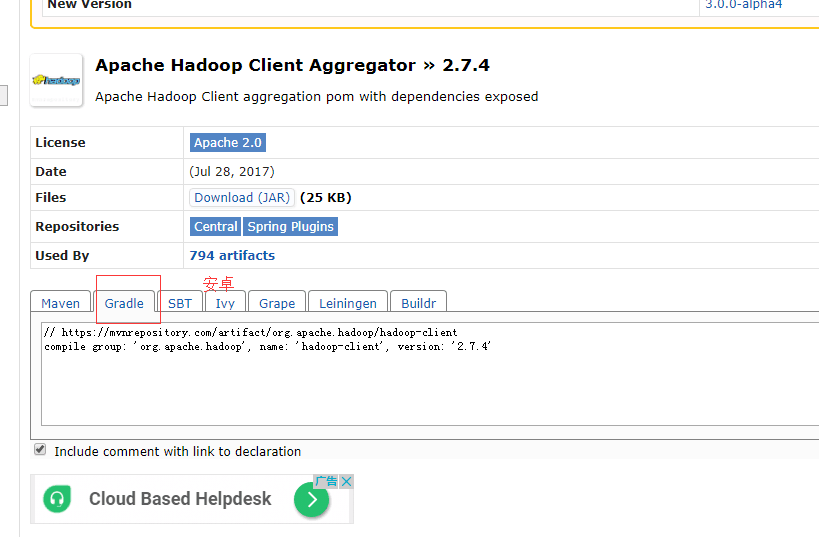 New Version 3.0.0-alpha4
Apache Hadoop Client Aggregator » 2.7.4
hadoop
Apache Hadoop Client aggregation pom with dependencies exposed
License Apache 2.0
Date (Jul 28, 2017)
Files Download (JAR) (25 KB)
Repositories Central Spring Plugins
Used By 794 artifacts
安卓
Maven Gradle SBT Ivy Grape Leiningen Buildr
// https://mvnrepository.com/artifact/org.apache.hadoop/hadoop-client
compile group: 'org.apache.hadoop', name: 'hadoop-client', version: '2.7.4'
Include comment with link to declaration
广告
Cloud Based Helpdesk